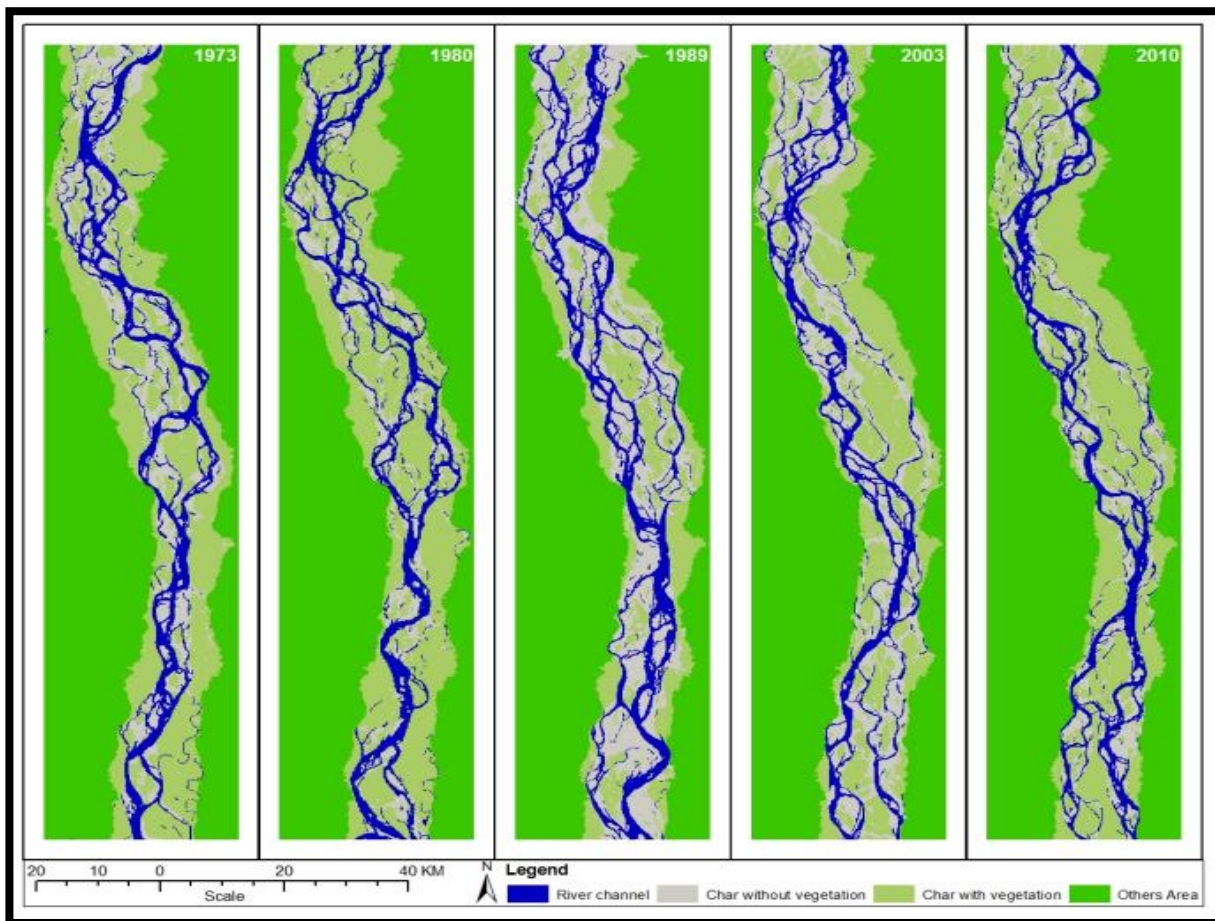 1973
1980
1989
2003
2010
20 10 0 20 40 KM
Scale
N
Legend
River channel
Char without vegetation
Char with vegetation
Others Area